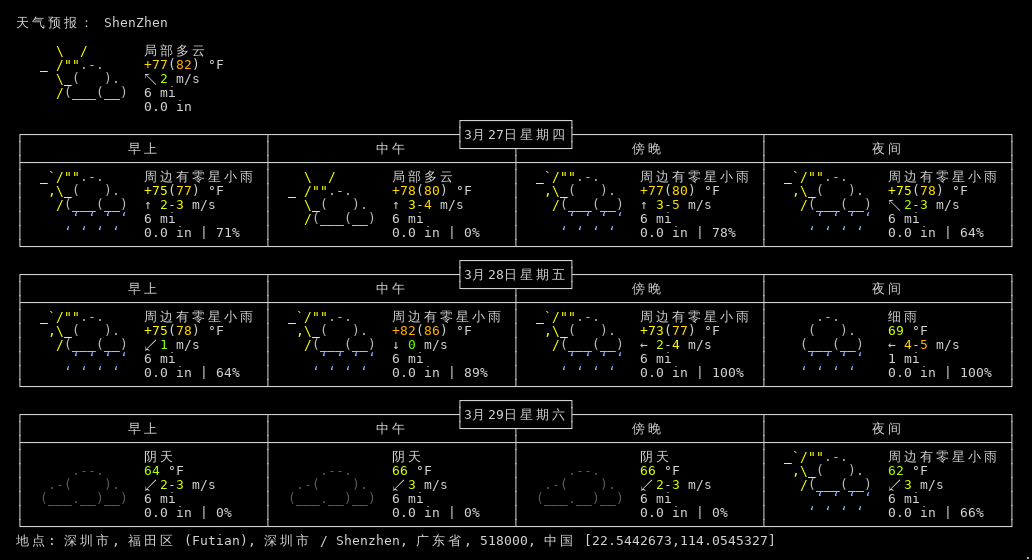 天气预报： ShenZhen
局部多云
+77(82) °F
↖ 2 m/s
6 mi
0.0 in
3月27日星期四
早上 中午 傍晚 夜间
周边有零星小雨 局部多云 周边有零星小雨 周边有零星小雨
+75(77) °F +78(80) °F +77(80) °F +75(78) °F
↑ 2-3 m/s ↑ 3-4 m/s ↑ 3-5 m/s ↖ 2-3 m/s
6 mi 6 mi 6 mi 6 mi
0.0 in | 71% 0.0 in | 0% 0.0 in | 78% 0.0 in | 64%
3月28日星期五
早上 中午 傍晚 夜间
周边有零星小雨 周边有零星小雨 周边有零星小雨 细雨
+75(78) °F +82(86) °F +73(77) °F 69 °F
↙ 1 m/s ↓ 0 m/s ← 2-4 m/s ← 4-5 m/s
6 mi 6 mi 6 mi 1 mi
0.0 in | 64% 0.0 in | 89% 0.0 in | 100% 0.0 in | 100%
3月29日星期六
早上 中午 傍晚 夜间
阴天 阴天 阴天 周边有零星小雨
64 °F 66 °F 66 °F 62 °F
↙ 2-3 m/s ↙ 3 m/s ↙ 2-3 m/s ↙ 3 m/s
6 mi 6 mi 6 mi 6 mi
0.0 in | 0% 0.0 in | 0% 0.0 in | 0% 0.0 in | 66%
地点: 深圳市, 福田区 (Futian), 深圳市 / Shenzhen, 广东省, 518000, 中国 [22.5442673,114.0545327]